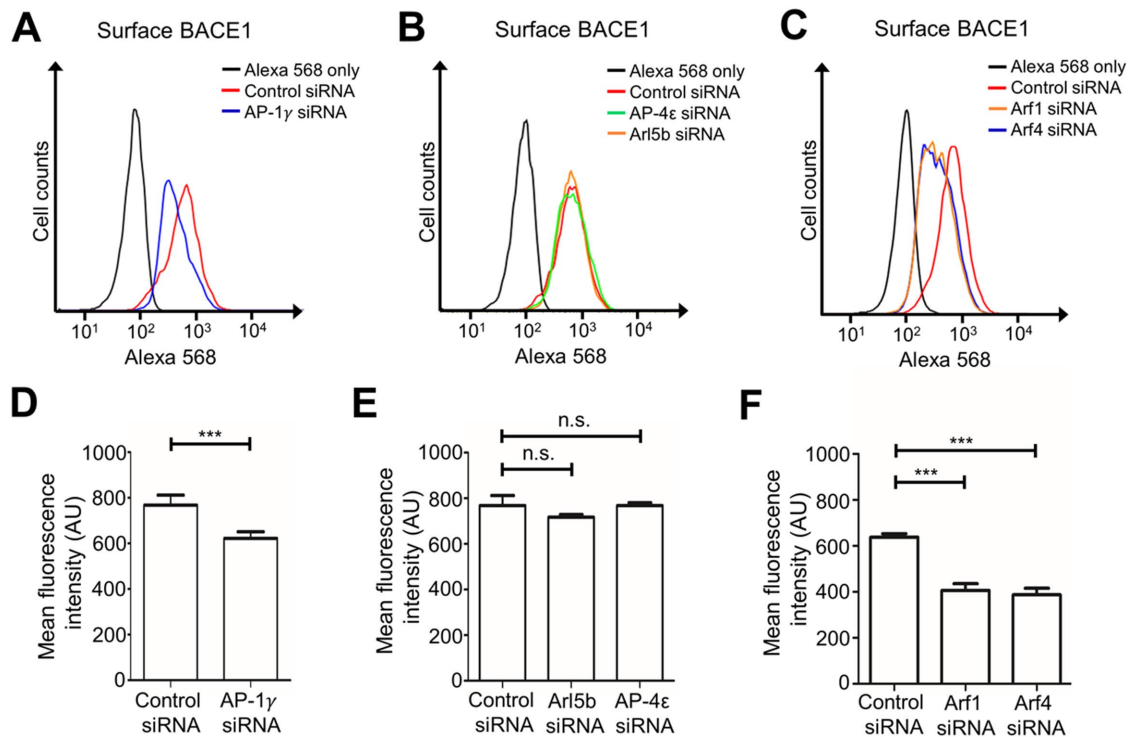 A
Surface BACE1
Alexa 568 only
Control siRNA
AP-1γ siRNA
Cell counts
10¹ 10² 10³ 10⁴
Alexa 568
B
Surface BACE1
Alexa 568 only
Control siRNA
AP-4ε siRNA
Arl5b siRNA
Cell counts
10¹ 10² 10³ 10⁴
Alexa 568
C
Surface BACE1
Alexa 568 only
Control siRNA
Arf1 siRNA
Arf4 siRNA
Cell counts
10¹ 10² 10³ 10⁴
Alexa 568
D
***
Mean fluorescence
intensity (AU)
1000
800
600
400
200
0
Control AP-1γ
siRNA siRNA
E
n.s.
n.s.
Mean fluorescence
intensity (AU)
1000
800
600
400
200
0
Control Arl5b AP-4ε
siRNA siRNA siRNA
F
***
***
Mean fluorescence
intensity (AU)
1000
800
600
400
200
0
Control Arf1 Arf4
siRNA siRNA siRNA